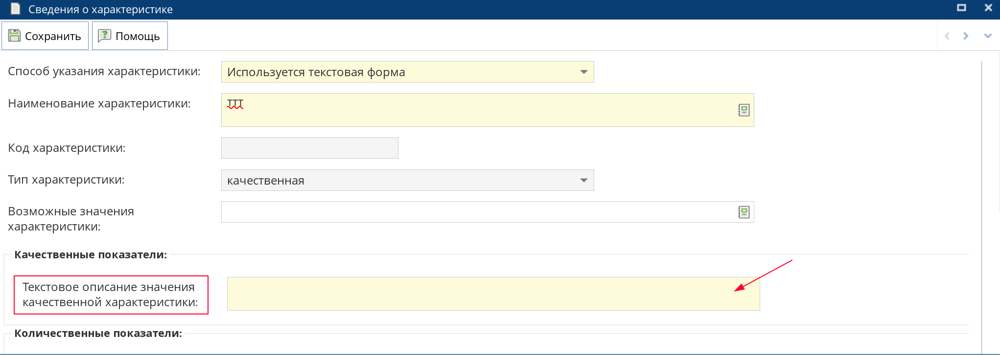 Сведения о характеристике
Сохранить Помощь
Способ указания характеристики: Используется текстовая форма
Наименование характеристики: ттт
Код характеристики:
Тип характеристики: качественная
Возможные значения
характеристики:
Качественные показатели:
Текстовое описание значения
качественной характеристики:
Количественные показатели: